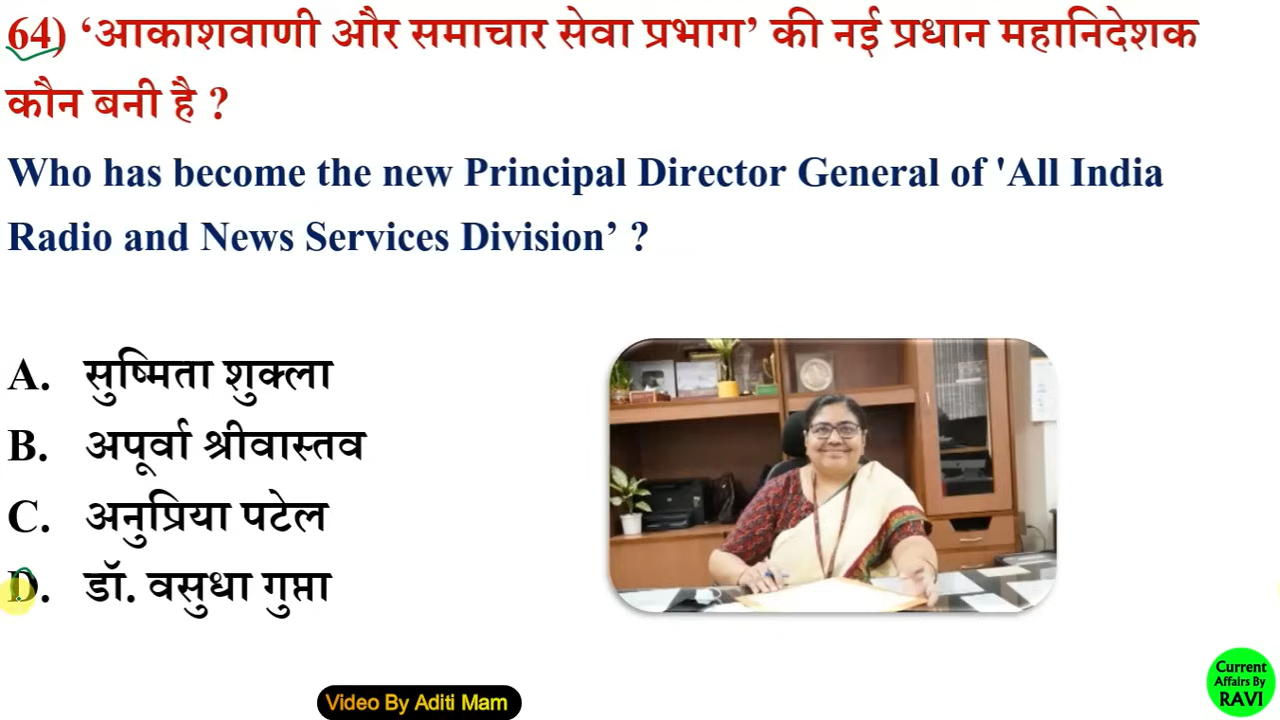 64) ‘आकाशवाणी और समाचार सेवा प्रभाग’ की नई प्रधान महानिदेशक
कौन बनी है ?
Who has become the new Principal Director General of 'All India
Radio and News Services Division’ ?
A. सुष्मिता शुक्ला
B. अपूर्वा श्रीवास्तव
C. अनुप्रिया पटेल
D. डॉ. वसुधा गुप्ता
Video By Aditi Mam
Current
Affairs By
RAVI